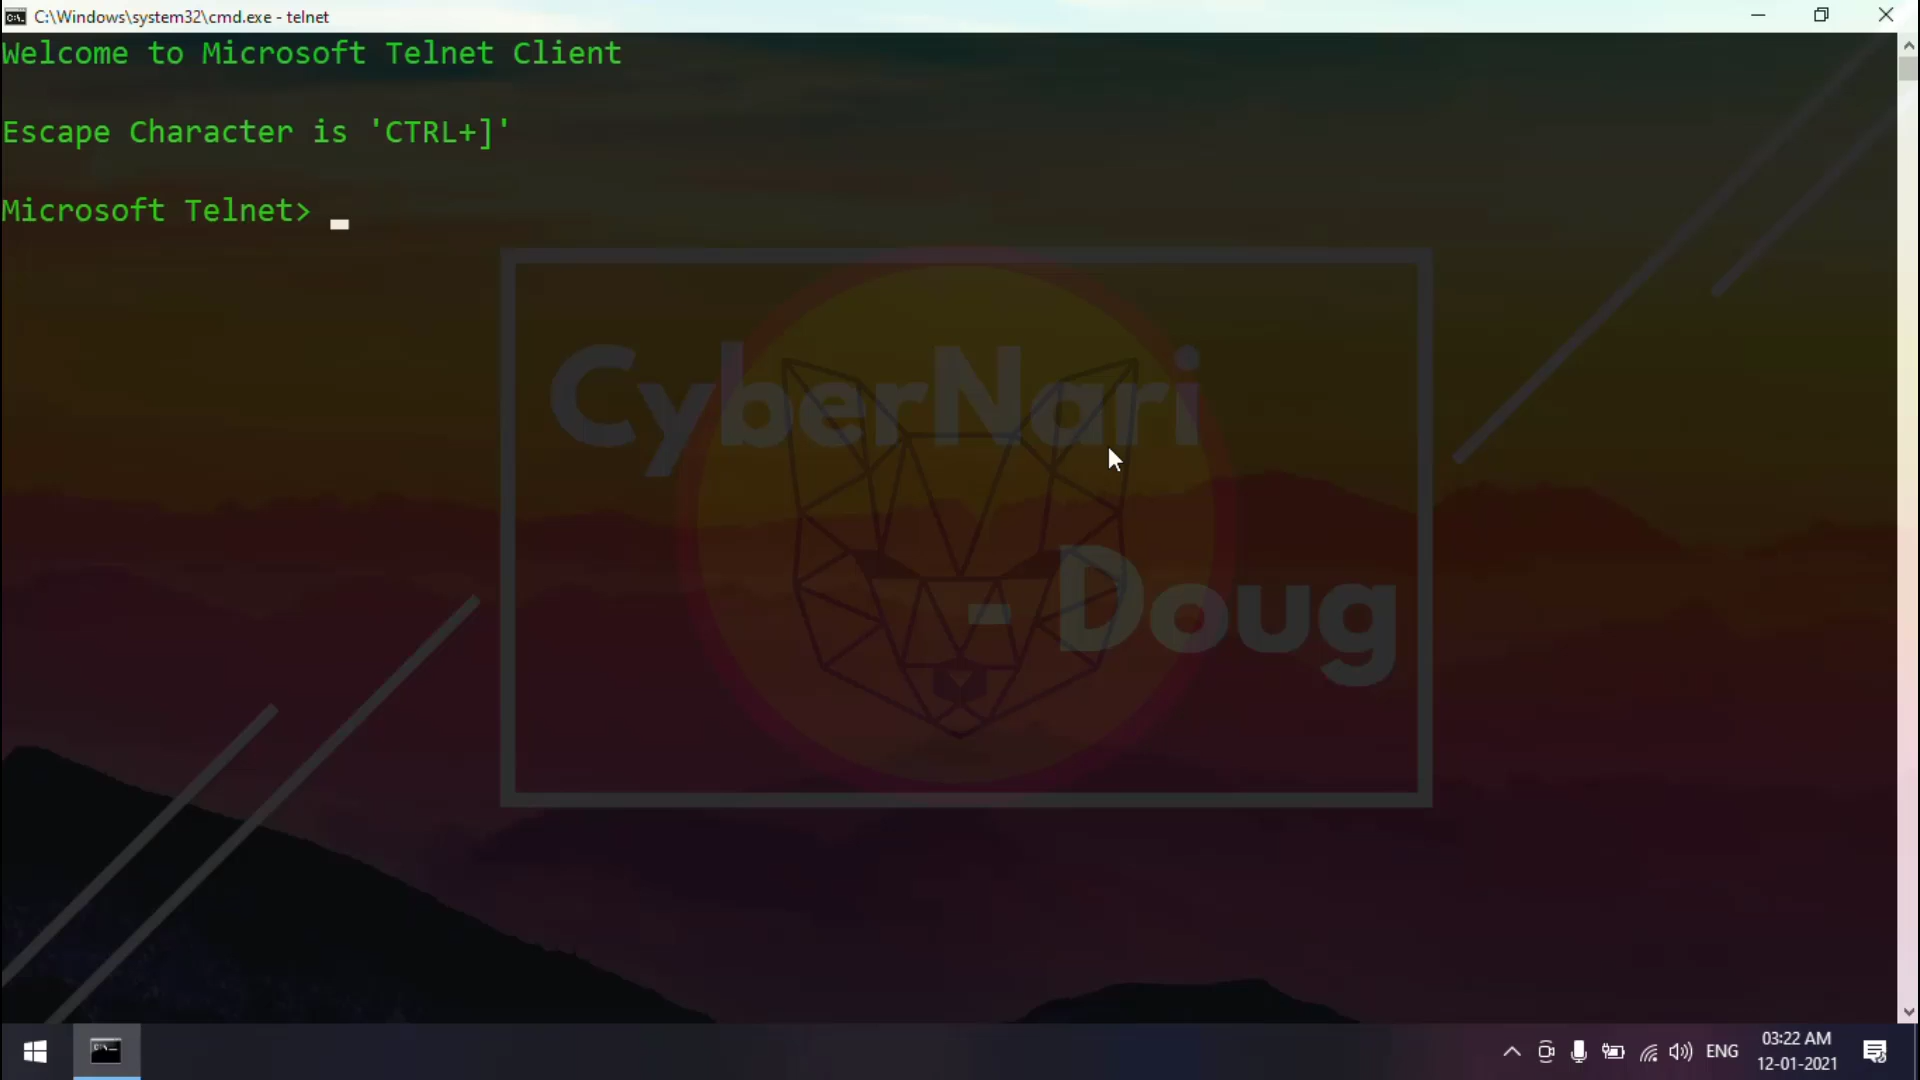 C:\Windows\system32\cmd.exe - telnet
Welcome to Microsoft Telnet Client
Escape Character is 'CTRL+]'
Microsoft Telnet>
CyberNari
- Doug
ENG
03:22 AM
12-01-2021